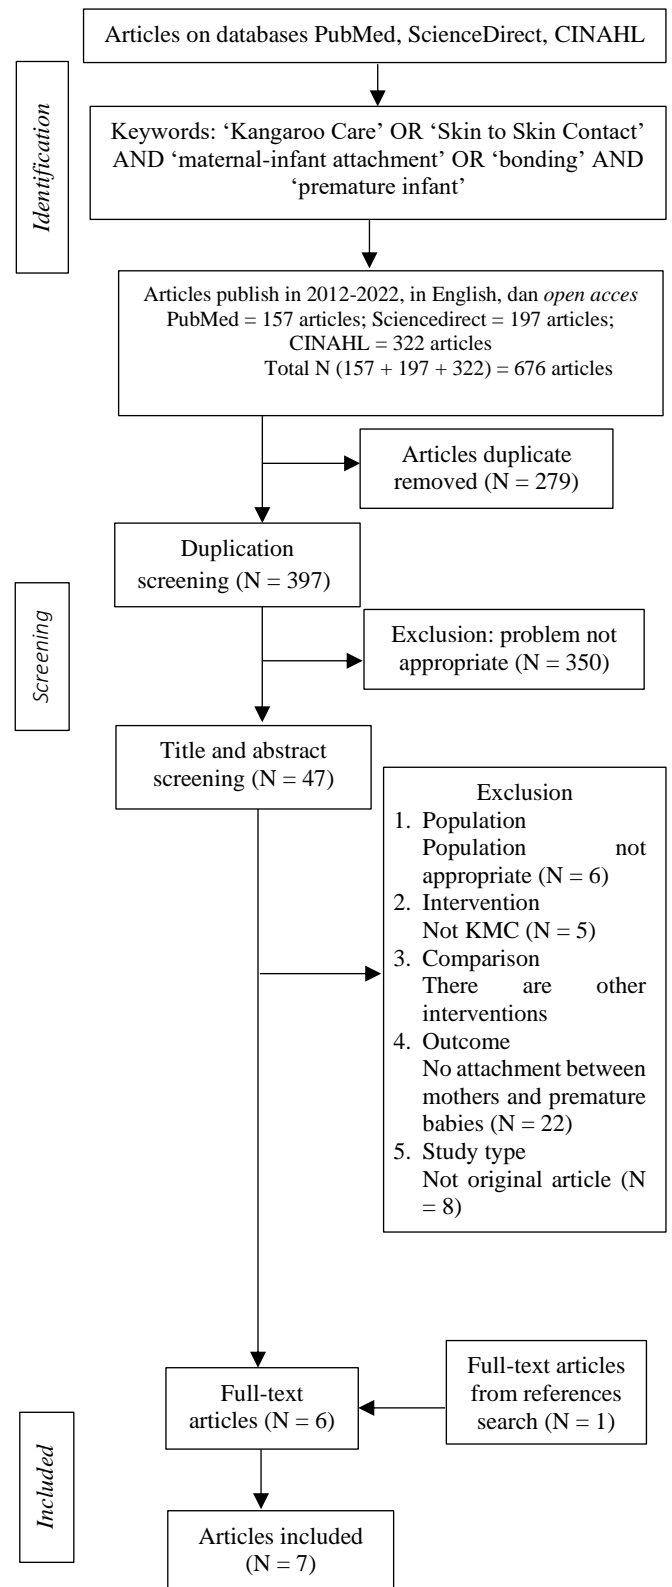 Articles on databases PubMed, ScienceDirect, CINAHL
Identification
Keywords: ‘Kangaroo Care’ OR ‘Skin to Skin Contact’
AND ‘maternal-infant attachment’ OR ‘bonding’ AND
‘premature infant’
Articles publish in 2012-2022, in English, dan open acces
PubMed = 157 articles; Sciencedirect = 197 articles;
CINAHL = 322 articles
Total N (157 + 197 + 322) = 676 articles
Articles duplicate
removed (N = 279)
Duplication
screening (N = 397)
Screening
Exclusion: problem not
appropriate (N = 350)
Title and abstract
screening (N = 47)
Exclusion
1. Population
Population not
appropriate (N = 6)
2. Intervention
Not KMC (N = 5)
3. Comparison
There are other
interventions
4. Outcome
No attachment between
mothers and premature
babies (N = 22)
5. Study type
Not original article (N
= 8)
Full-text
articles (N = 6)
Full-text articles
from references
search (N = 1)
Included
Articles included
(N = 7)